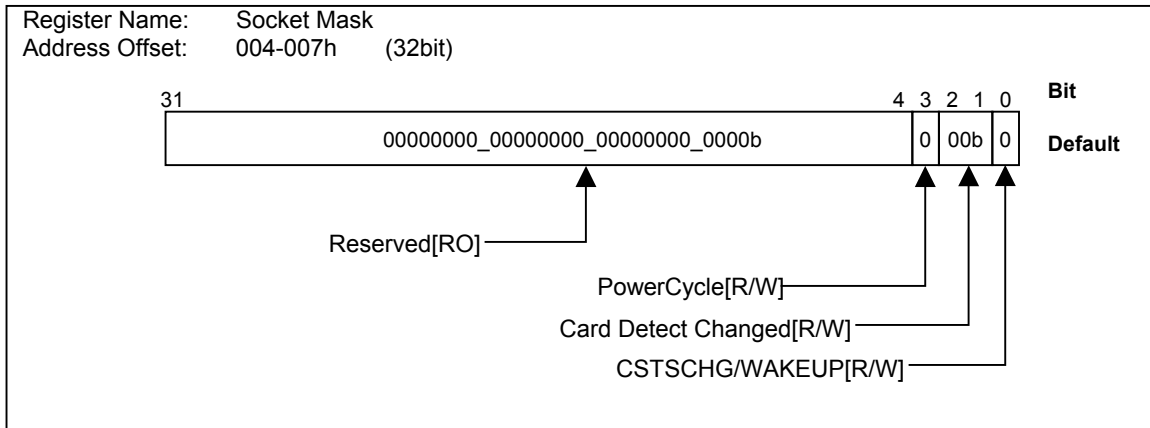 Register Name: Socket Mask
Address Offset: 004-007h (32bit)
31 4 3 2 1 0 Bit
00000000_00000000_00000000_0000b 0 00b 0 Default
Reserved[RO]
PowerCycle[R/W]
Card Detect Changed[R/W]
CSTSCHG/WAKEUP[R/W]